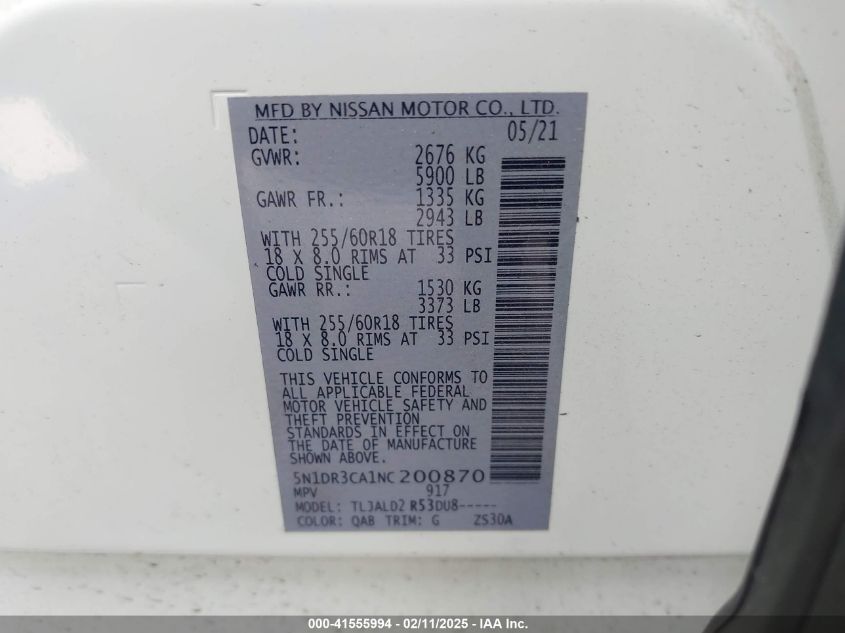 MFD BY NISSAN MOTOR CO., LTD.
DATE: 05/21
GVWR: 2676 KG
5900 LB
GAWR FR.: 1335 KG
2943 LB
WITH 255/60R18 TIRES
18 X 8.0 RIMS AT 33 PSI
COLD SINGLE
GAWR RR.: 1530 KG
3373 LB
WITH 255/60R18 TIRES
18 X 8.0 RIMS AT 33 PSI
COLD SINGLE
THIS VEHICLE CONFORMS TO
ALL APPLICABLE FEDERAL
MOTOR VEHICLE SAFETY AND
THEFT PREVENTION
STANDARDS IN EFFECT ON
THE DATE OF MANUFACTURE
SHOWN ABOVE.
5N1DR3CA1NC200870
MPV 917
MODEL: TL3ALD2 R53DU8-----
COLOR: QAB TRIM: G ZS30A
000-41555994 - 02/11/2025 - IAA Inc.